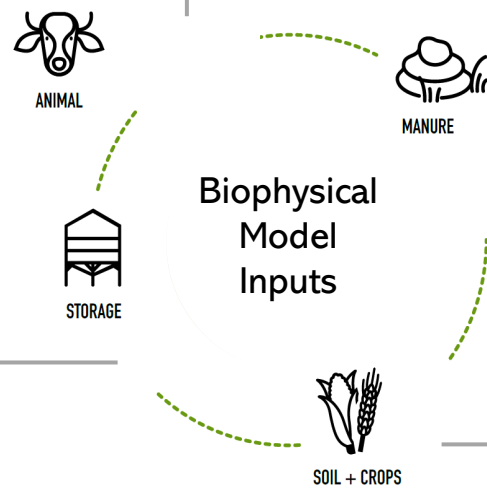 ANIMAL
MANURE
Biophysical
Model
Inputs
STORAGE
SOIL + CROPS